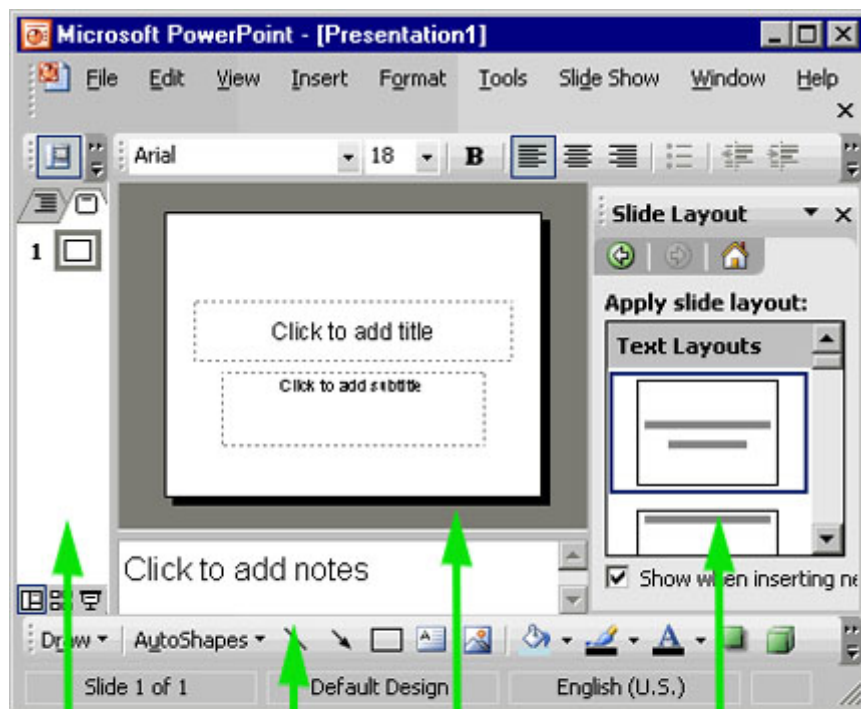 Microsoft PowerPoint - [Presentation1]
File Edit View Insert Format Tools Slide Show Window Help
Arial 18 B
Slide Layout
1
Apply slide layout:
Text Layouts
Click to add title
Click to add subtitle
Click to add notes
Show when inserting ne
Draw AutoShapes A
Slide 1 of 1 Default Design English (U.S.)